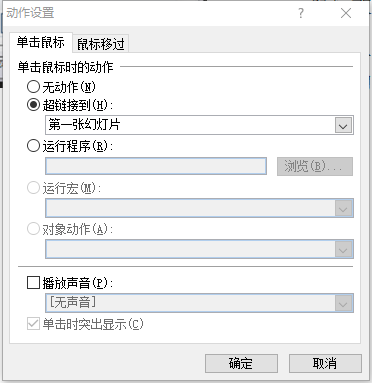 动作设置
单击鼠标 鼠标移过
单击鼠标时的动作
无动作(N)
超链接到(H):
第一张幻灯片
运行程序(R):
浏览(B)...
运行宏(M):
对象动作(A):
播放声音(P):
[无声音]
单击时突出显示(C)
确定 取消